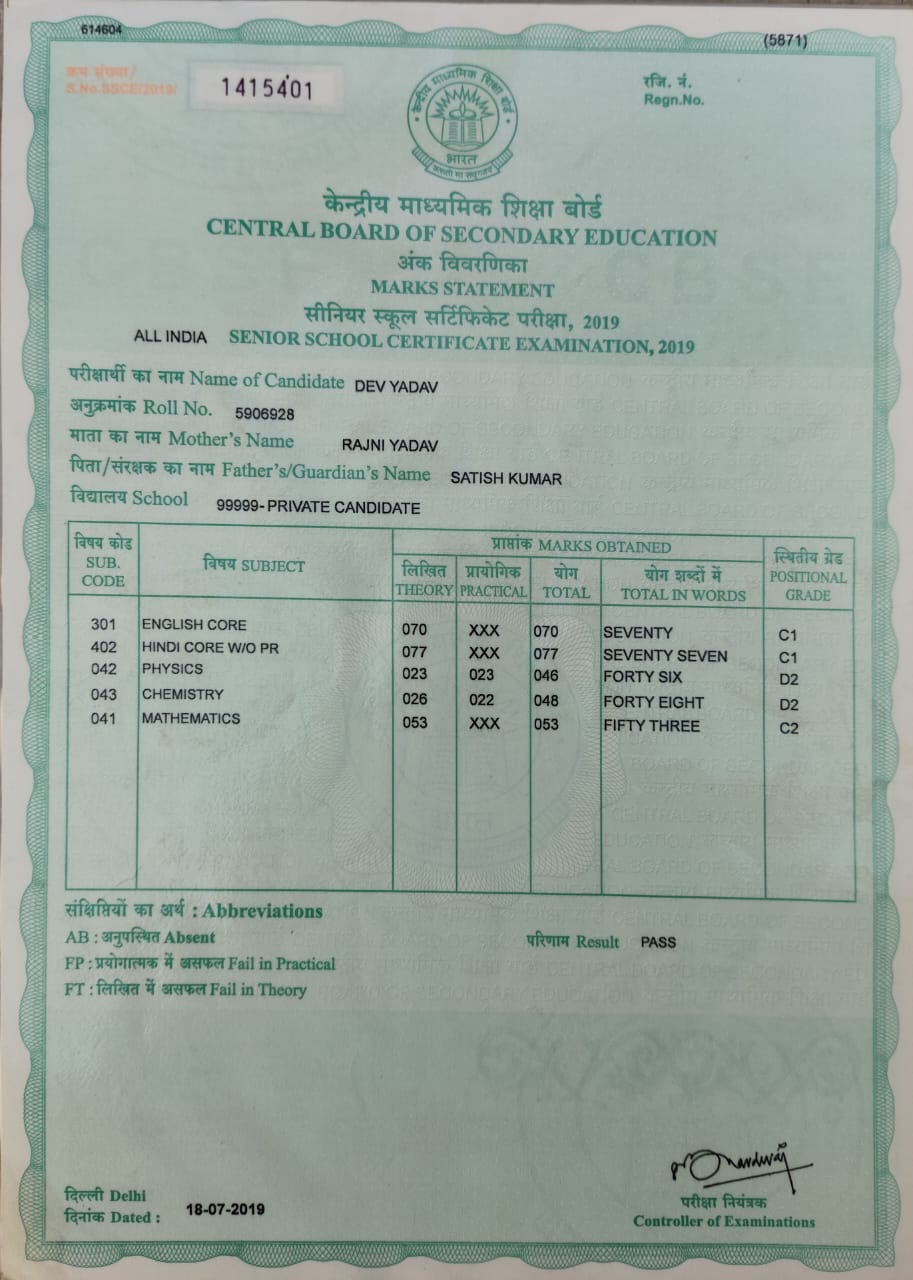 614604
(5871)
क्रम संख्या/
S.No.SSCE/2019/
1415401
रजि. नं.
Regn.No.
केन्द्रीय माध्यमिक शिक्षा बोर्ड
भारत
केन्द्रीय माध्यमिक शिक्षा बोर्ड
CENTRAL BOARD OF SECONDARY EDUCATION
अंक विवरणिका
MARKS STATEMENT
सीनियर स्कूल सर्टिफिकेट परीक्षा, 2019
ALL INDIA SENIOR SCHOOL CERTIFICATE EXAMINATION, 2019
परीक्षार्थी का नाम Name of Candidate DEV YADAV
अनुक्रमांक Roll No. 5906928
माता का नाम Mother's Name RAJNI YADAV
पिता/संरक्षक का नाम Father's/Guardian's Name SATISH KUMAR
विद्यालय School 99999-PRIVATE CANDIDATE
विषय कोड SUB. CODE विषय SUBJECT प्राप्तांक MARKS OBTAINED स्थितीय ग्रेड POSITIONAL GRADE
लिखित THEORY प्रायोगिक PRACTICAL योग TOTAL योग शब्दों में TOTAL IN WORDS
301 ENGLISH CORE 070 XXX 070 SEVENTY C1
402 HINDI CORE W/O PR 077 XXX 077 SEVENTY SEVEN C1
042 PHYSICS 023 023 046 FORTY SIX D2
043 CHEMISTRY 026 022 048 FORTY EIGHT D2
041 MATHEMATICS 053 XXX 053 FIFTY THREE C2
संक्षिप्तियों का अर्थ : Abbreviations
AB : अनुपस्थित Absent
परिणाम Result PASS
FP : प्रयोगात्मक में असफल Fail in Practical
FT : लिखित में असफल Fail in Theory
दिल्ली Delhi
दिनांक Dated : 18-07-2019
परीक्षा नियंत्रक
Controller of Examinations